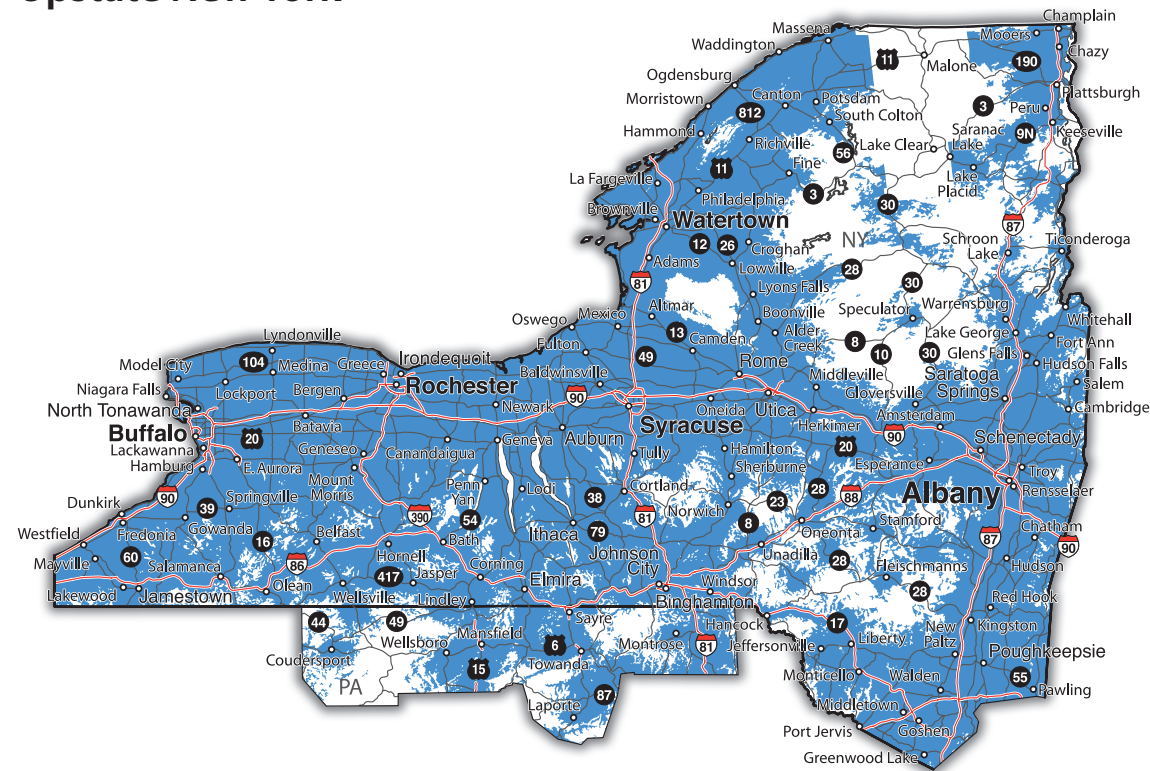 Upstate New York
Champlain
Massena
Mooers
Waddington
Chazy
11
Malone
190
Ogdensburg
Plattsburgh
Morristown
Canton
Potsdam
3
Peru
812
South Colton
Hammond
Saranac
Lake
9N
Keeseville
Richville
56
Lake Clear
11
Fine
La Fargeville
Lake
Placid
3
Philadelphia
30
Brownville
Watertown
87
12
26
Croghan
NY
Schroon
Lake
Ticonderoga
Adams
Lowville
28
81
30
Lyons Falls
Altmar
Speculator
Warrensburg
Mexico
Boonville
Whitehall
Oswego
13
Alder
Creek
Lake George
Lyndonville
Fulton
Camden
8
Fort Ann
49
10
30
Glens Falls
Model City
104
Medina
Greece
Irondequoit
Rome
Hudson Falls
Baldwinsville
Middleville
Saratoga
Springs
Niagara Falls
Lockport
Bergen
Rochester
90
Gloversville
Salem
North Tonawanda
Newark
Oneida
Utica
Amsterdam
Cambridge
Batavia
Syracuse
Herkimer
Buffalo
20
Auburn
90
Schenectady
Lackawanna
Geneseo
Canandaigua
Geneva
Tully
Hamilton
20
Hamburg
E. Aurora
Sherburne
Esperance
Troy
Mount
Morris
Penn
Yan
Lodi
Cortland
28
88
Rensselaer
90
Springville
38
23
Albany
Dunkirk
39
Norwich
390
54
81
8
Stamford
Westfield
Fredonia
Gowanda
Belfast
Ithaca
79
Oneonta
Chatham
16
Bath
87
90
Mayville
60
Hornell
Johnson
City
Unadilla
28
Salamanca
86
Corning
Fleischmanns
Hudson
417
Jasper
Elmira
Windsor
Lakewood
Jamestown
Olean
Wellsville
Lindley
28
Binghamton
Red Hook
44
49
Sayre
Hancock
17
New
Paltz
Kingston
Mansfield
Wellsboro
6
Montrose
81
Jeffersonville
Liberty
Coudersport
Towanda
Poughkeepsie
15
Monticello
Walden
55
PA
87
Pawling
Laporte
Middletown
Port Jervis
Goshen
Greenwood Lake